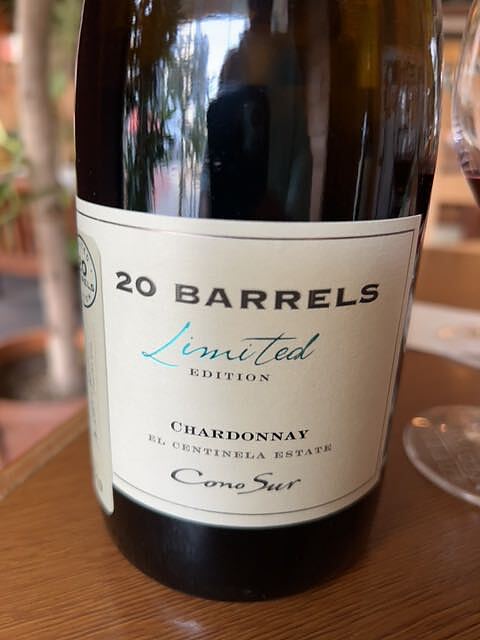 20 BARRELS
Limited
EDITION
CHARDONNAY
EL CENTINELA ESTATE
Cono Sur